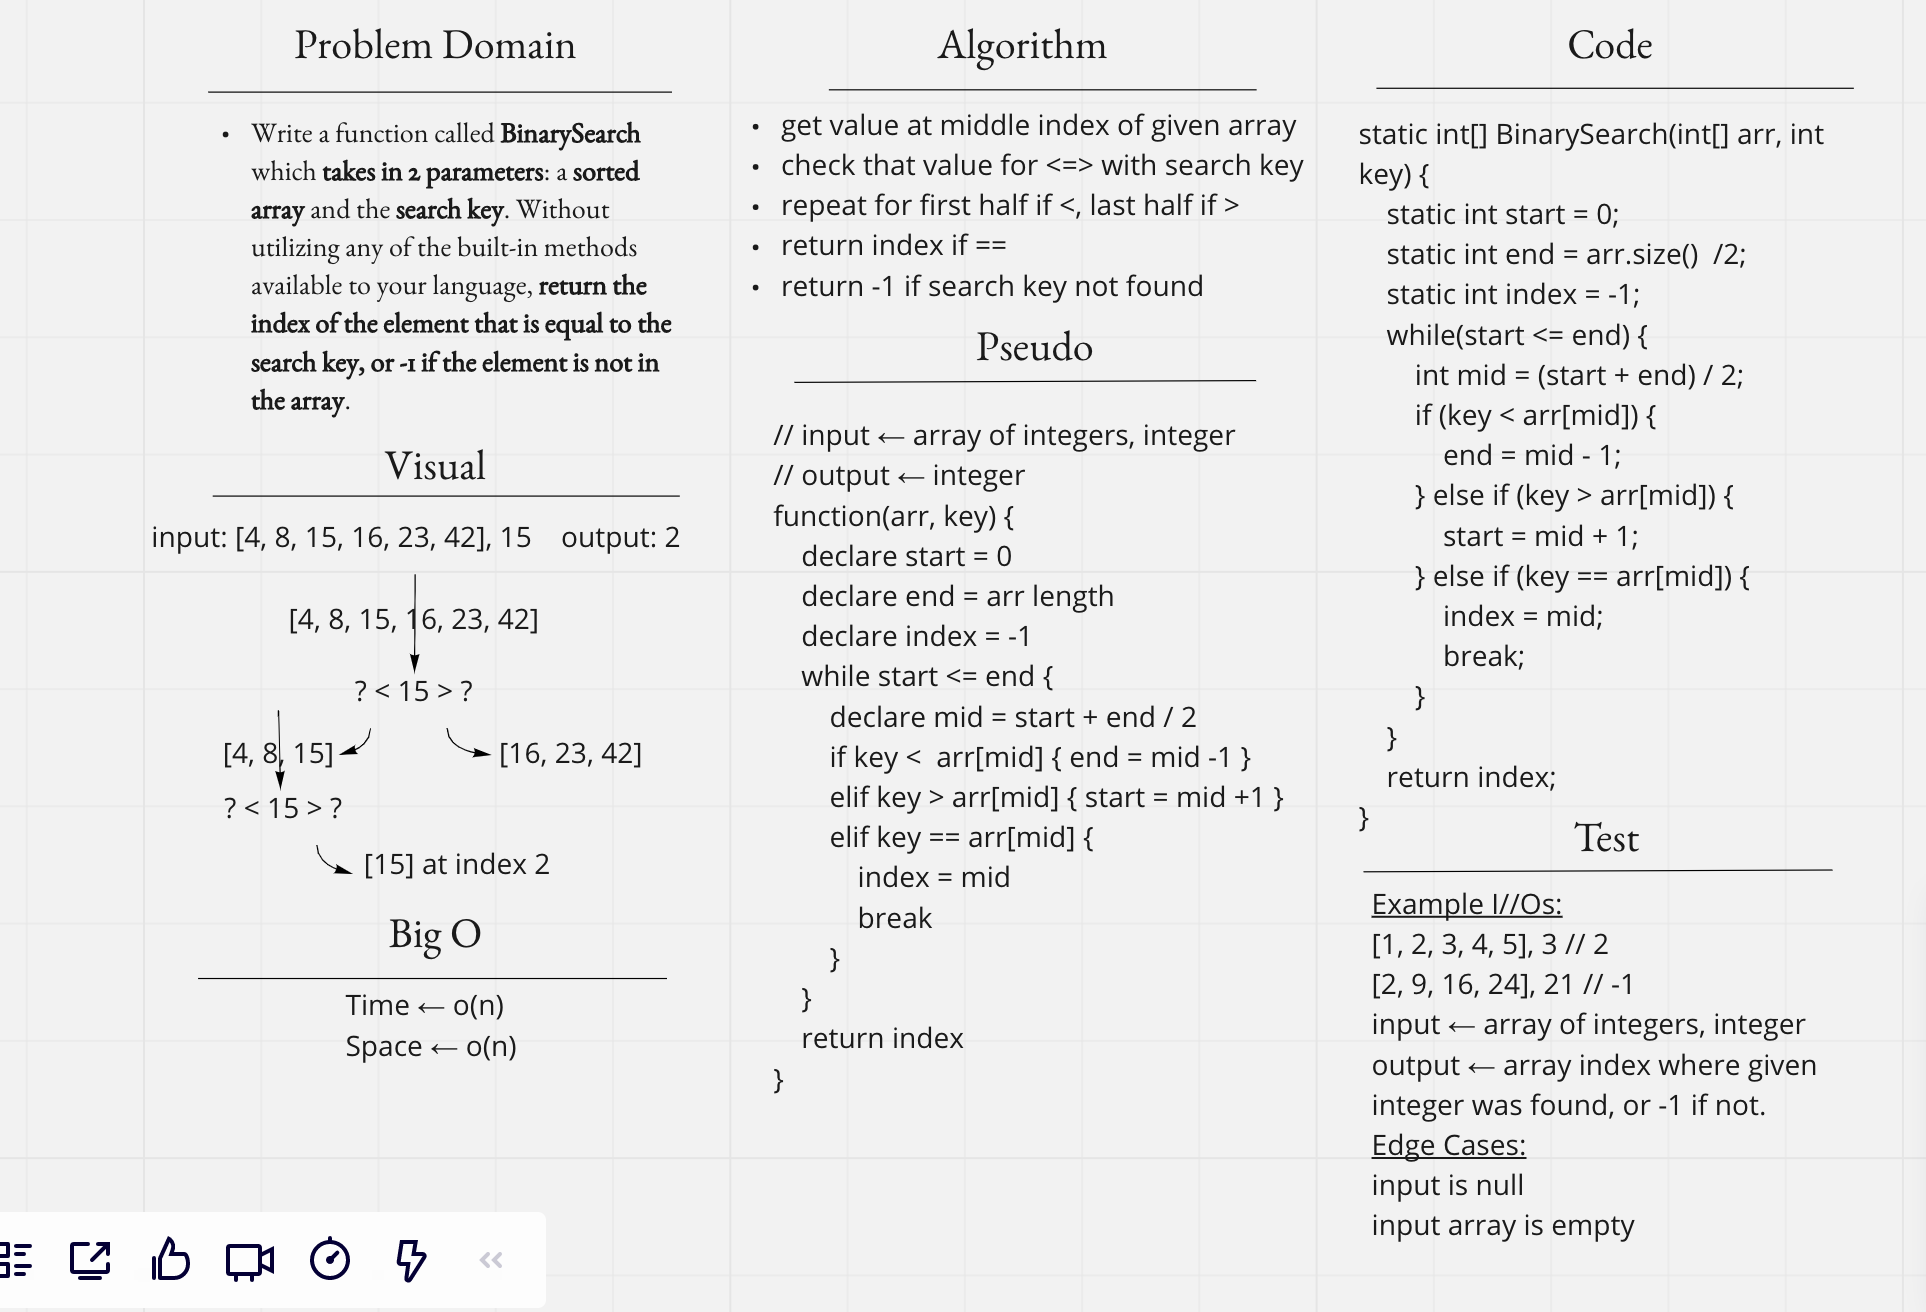 Problem Domain
• Write a function called BinarySearch
which takes in 2 parameters: a sorted
array and the search key. Without
utilizing any of the built-in methods
available to your language, return the
index of the element that is equal to the
search key, or -1 if the element is not in
the array.
Visual
input: [4, 8, 15, 16, 23, 42], 15    output: 2
[4, 8, 15, 16, 23, 42]
? < 15 > ?
[4, 8, 15]    [16, 23, 42]
? < 15 > ?
[15] at index 2
Big O
Time ← o(n)
Space ← o(n)
Algorithm
• get value at middle index of given array
• check that value for <=> with search key
• repeat for first half if <, last half if >
• return index if ==
• return -1 if search key not found
Pseudo
// input ← array of integers, integer
// output ← integer
function(arr, key) {
    declare start = 0
    declare end = arr length
    declare index = -1
    while start <= end {
        declare mid = start + end / 2
        if key <  arr[mid] { end = mid -1 }
        elif key > arr[mid] { start = mid +1 }
        elif key == arr[mid] {
            index = mid
            break
        }
    }
    return index
}
Code
static int[] BinarySearch(int[] arr, int
key) {
    static int start = 0;
    static int end = arr.size()  /2;
    static int index = -1;
    while(start <= end) {
        int mid = (start + end) / 2;
        if (key < arr[mid]) {
            end = mid - 1;
        } else if (key > arr[mid]) {
            start = mid + 1;
        } else if (key == arr[mid]) {
            index = mid;
            break;
        }
    }
    return index;
}
Test
Example I//Os:
[1, 2, 3, 4, 5], 3 // 2
[2, 9, 16, 24], 21 // -1
input ← array of integers, integer
output ← array index where given
integer was found, or -1 if not.
Edge Cases:
input is null
input array is empty